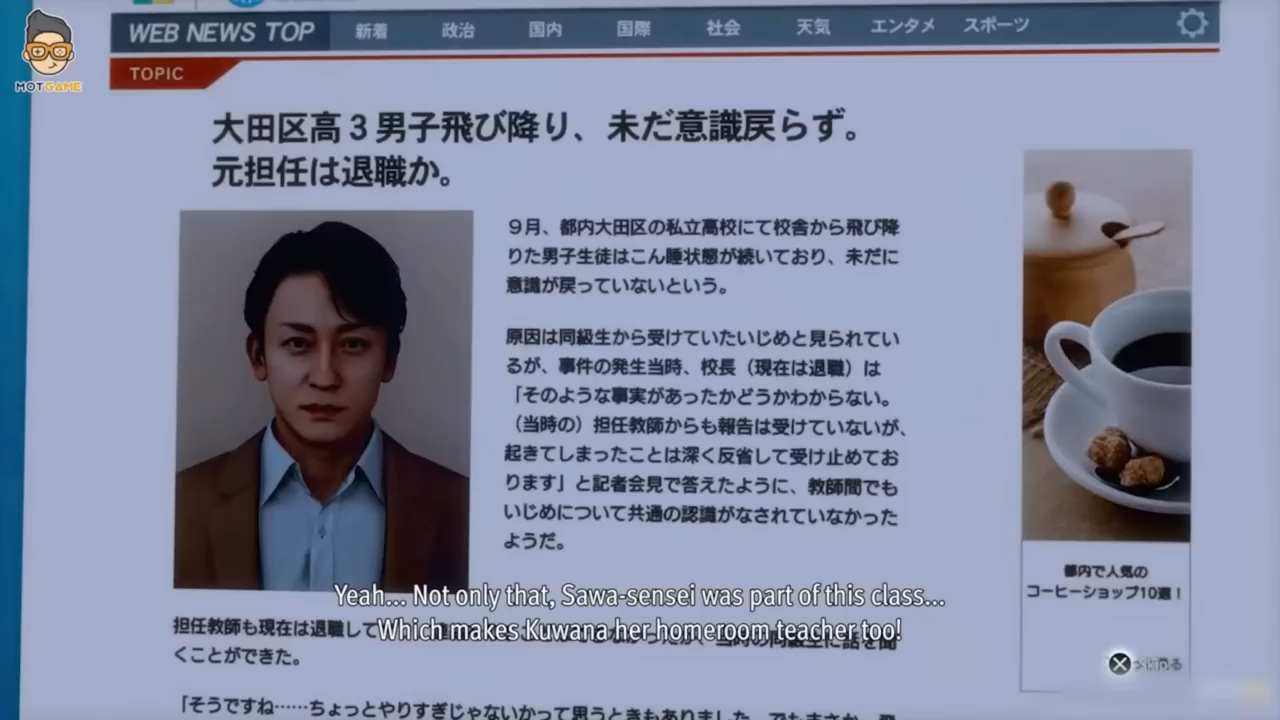 MOTGAME
WEB NEWS TOP
新着
政治
国内
国際
社会
天気
エンタメ
スポーツ
TOPIC
大田区高３男子飛び降り、未だ意識戻らず。
元担任は退職か。
９月、都内大田区の私立高校にて校舎から飛び降
りた男子生徒はこん睡状態が続いており、未だに
意識が戻っていないという。
原因は同級生から受けていたいじめと見られてい
るが、事件の発生当時、校長（現在は退職）は
「そのような事実があったかどうかわからない。
（当時の）担任教師からも報告は受けていないが、
起きてしまったことは深く反省して受け止めてお
ります」と記者会見で答えたように、教師間でも
いじめについて共通の認識がなされていなかった
ようだ。
都内で人気の
コーヒーショップ10選！
Yeah... Not only that, Sawa-sensei was part of this class...
担任教師も現在は退職して
Which makes Kuwana her homeroom teacher too!
当時の同級生に話を聞
くことができた。
Skip
「そうですね……ちょっとやりすぎじゃないかって思うときもありました。でもまさか、飛